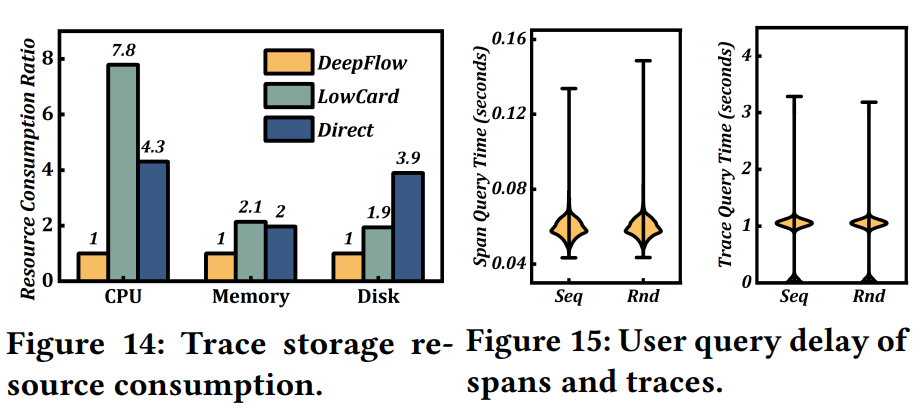 Resource Consumption Ratio
8
6
4
2
0
7.8
4.3
3.9
2.1
2
1.9
1
1
1
DeepFlow
LowCard
Direct
CPU
Memory
Disk
Span Query Time (seconds)
0.16
0.12
0.08
0.04
Seq
Rnd
Trace Query Time (seconds)
4
3
2
1
0
Seq
Rnd
Figure 14: Trace storage re-
source consumption.
Figure 15: User query delay of
spans and traces.